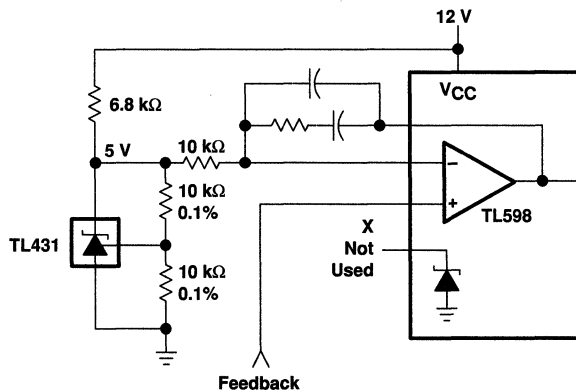 12 V
VCC
6.8 kΩ
5 V
10 kΩ
10 kΩ
0.1%
TL431
10 kΩ
0.1%
−
+
TL598
X
Not
Used
Feedback